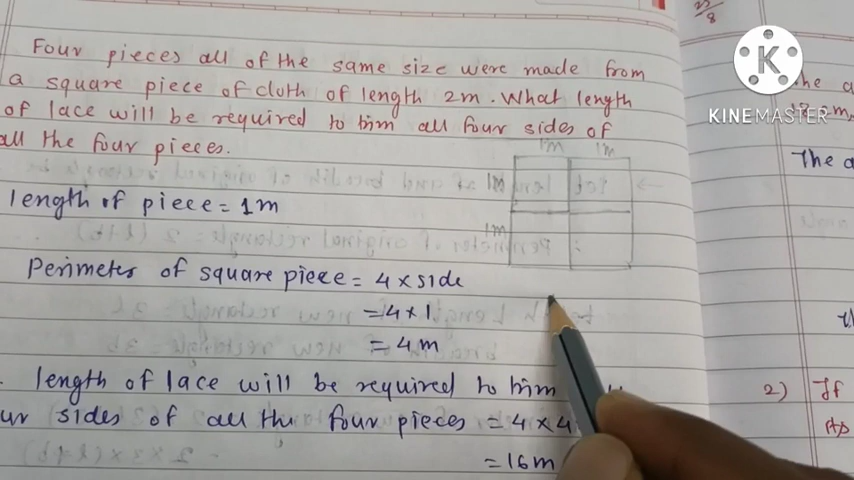 Four pieces all of the same size were made from
a square piece of cloth of length 2m. What length
of lace will be required to trim all four sides of
all the four pieces.
1m 1m
1m
1m
length of piece = 1m
Perimeter of square piece = 4 × side
= 4 × 1
= 4m
length of lace will be required to trim
ur sides of all the four pieces = 4 × 4
= 16m
23/8
KINEMASTER
The a
2) If